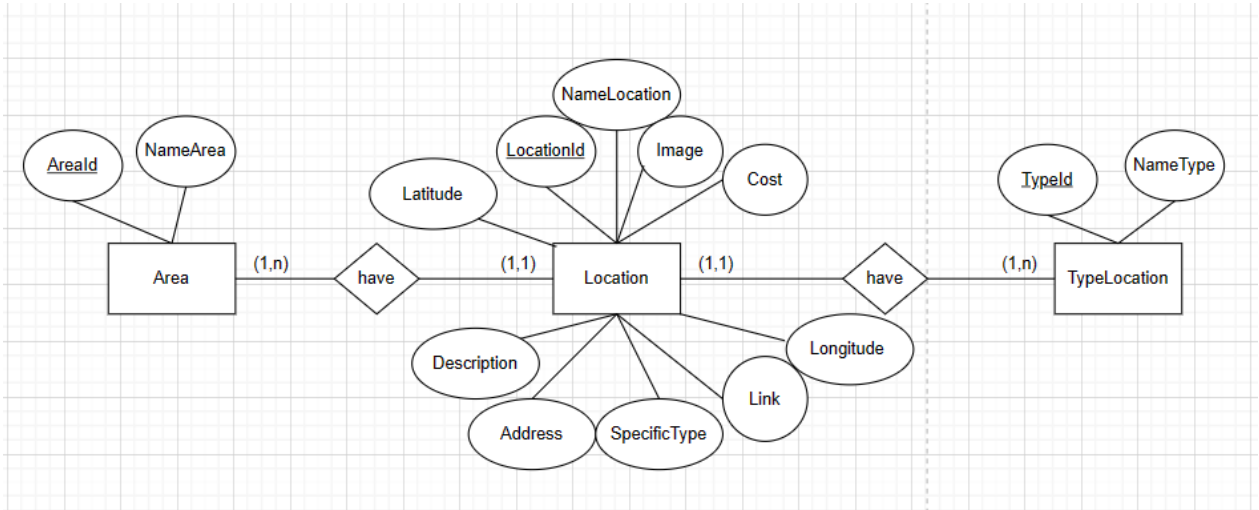 NameLocation
AreaId
NameArea
LocationId
Image
Latitude
Cost
TypeId
NameType
Area
(1,n)
have
(1,1)
Location
(1,1)
have
(1,n)
TypeLocation
Description
Longitude
Link
Address
SpecificType